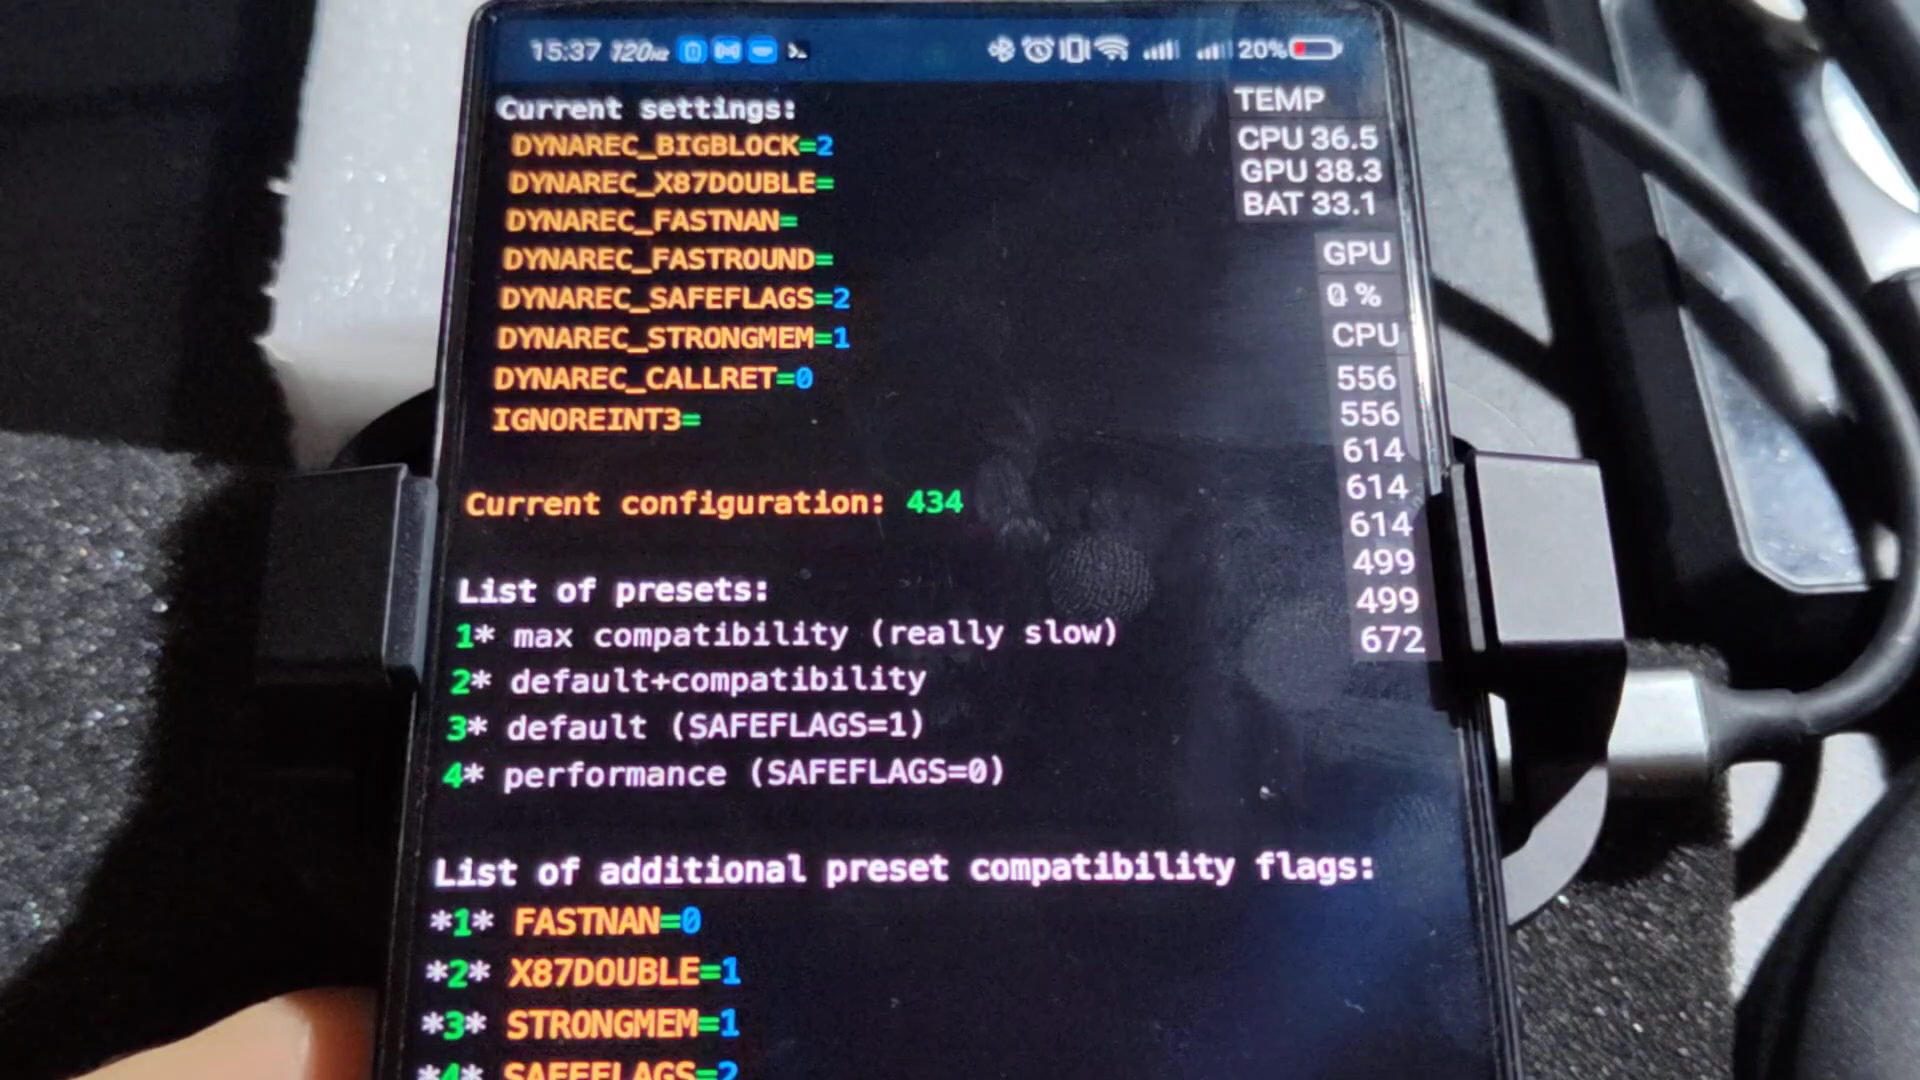 15:37 120HZ 20%
Current settings:
DYNAREC_BIGBLOCK=2
DYNAREC_X87DOUBLE=
DYNAREC_FASTNAN=
DYNAREC_FASTROUND=
DYNAREC_SAFEFLAGS=2
DYNAREC_STRONGMEM=1
DYNAREC_CALLRET=0
IGNOREINT3=
Current configuration: 434
List of presets:
1* max compatibility (really slow)
2* default+compatibility
3* default (SAFEFLAGS=1)
4* performance (SAFEFLAGS=0)
List of additional preset compatibility flags:
*1* FASTNAN=0
*2* X87DOUBLE=1
*3* STRONGMEM=1
*4* SAFEFLAGS=2
TEMP
CPU 36.5
GPU 38.3
BAT 33.1
GPU
0 %
CPU
556
556
614
614
614
499
499
672